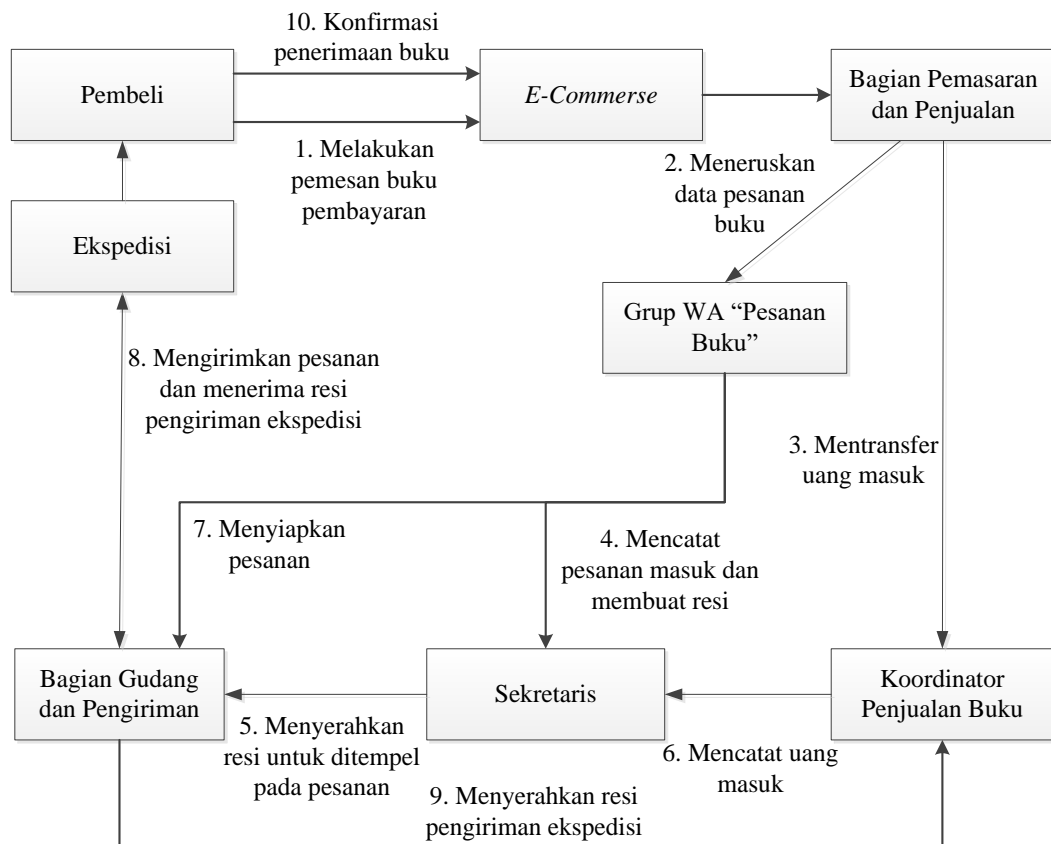 10. Konfirmasi
penerimaan buku
Pembeli
E-Commerse
Bagian Pemasaran
dan Penjualan
1. Melakukan
pemesan buku
pembayaran
2. Meneruskan
data pesanan
buku
Ekspedisi
Grup WA “Pesanan
Buku”
8. Mengirimkan pesanan
dan menerima resi
pengiriman ekspedisi
3. Mentransfer
uang masuk
7. Menyiapkan
pesanan
4. Mencatat
pesanan masuk dan
membuat resi
Bagian Gudang
dan Pengiriman
Sekretaris
Koordinator
Penjualan Buku
5. Menyerahkan
resi untuk ditempel
pada pesanan
6. Mencatat uang
masuk
9. Menyerahkan resi
pengiriman ekspedisi